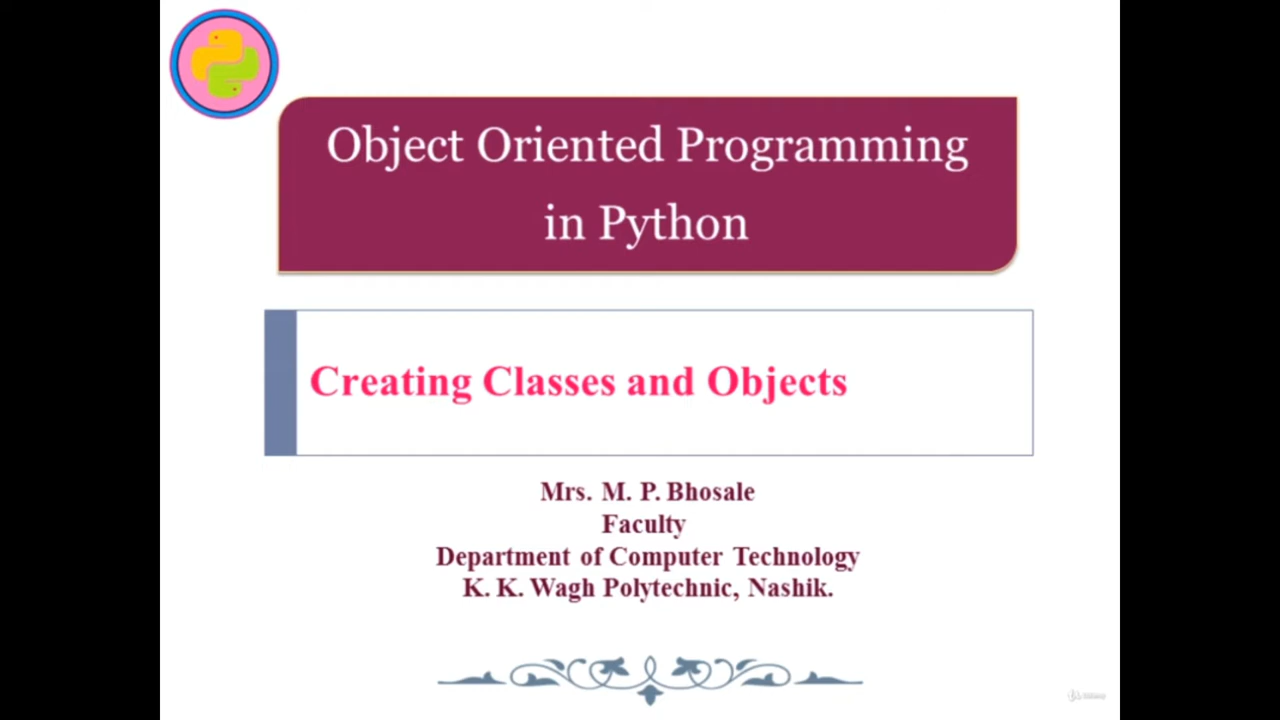 Object Oriented Programming
in Python
Creating Classes and Objects
Mrs. M. P. Bhosale
Faculty
Department of Computer Technology
K. K. Wagh Polytechnic, Nashik.